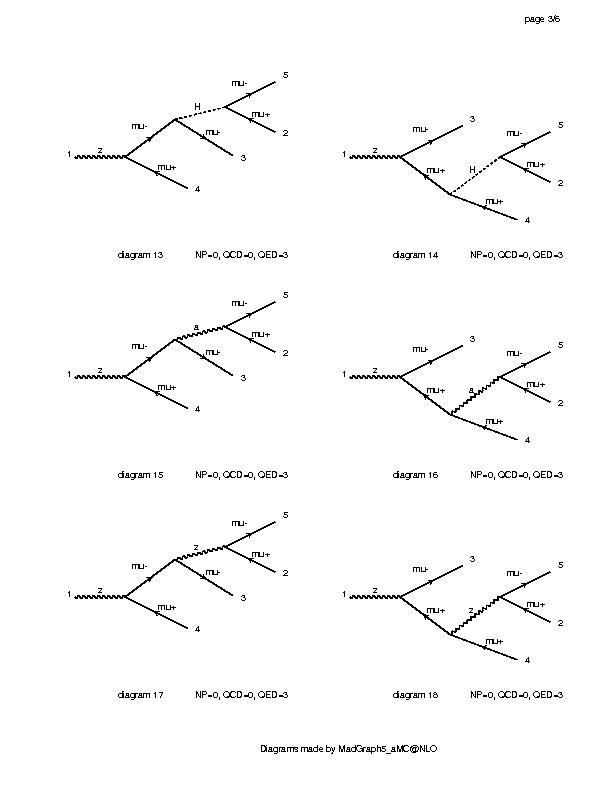 page 3/6
5
mu-
H
mu+
mu-
2
mu-
1
z
3
mu+
4
diagram 13 NP=0, QCD=0, QED=3
3
mu-
5
mu-
1
z
H
mu+
mu+
2
mu+
4
diagram 14 NP=0, QCD=0, QED=3
5
mu-
a
mu+
mu-
2
mu-
1
z
3
mu+
4
diagram 15 NP=0, QCD=0, QED=3
3
mu-
5
mu-
1
z
a
mu+
mu+
2
mu+
4
diagram 16 NP=0, QCD=0, QED=3
5
mu-
z
mu+
mu-
2
mu-
1
z
3
mu+
4
diagram 17 NP=0, QCD=0, QED=3
3
mu-
5
mu-
1
z
z
mu+
mu+
2
mu+
4
diagram 18 NP=0, QCD=0, QED=3
Diagrams made by MadGraph5_aMC@NLO